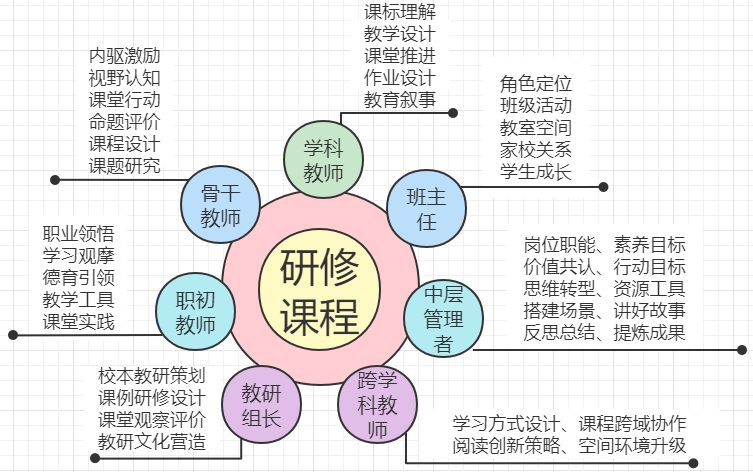 课标理解
教学设计
课堂推进
作业设计
教育叙事
学科
教师
内驱激励
视野认知
课堂行动
命题评价
课程设计
课题研究
骨干
教师
角色定位
班级活动
教室空间
家校关系
学生成长
班主
任
职业领悟
学习观摩
德育引领
教学工具
课堂实践
职初
教师
研修
课程
岗位职能、素养目标
价值共认、行动目标
思维转型、资源工具
搭建场景、讲好故事
反思总结、提炼成果
中层
管理
者
校本教研策划
课例研修设计
课堂观察评价
教研文化营造
教研
组长
跨学
科教
师
学习方式设计、课程跨域协作
阅读创新策略、空间环境升级